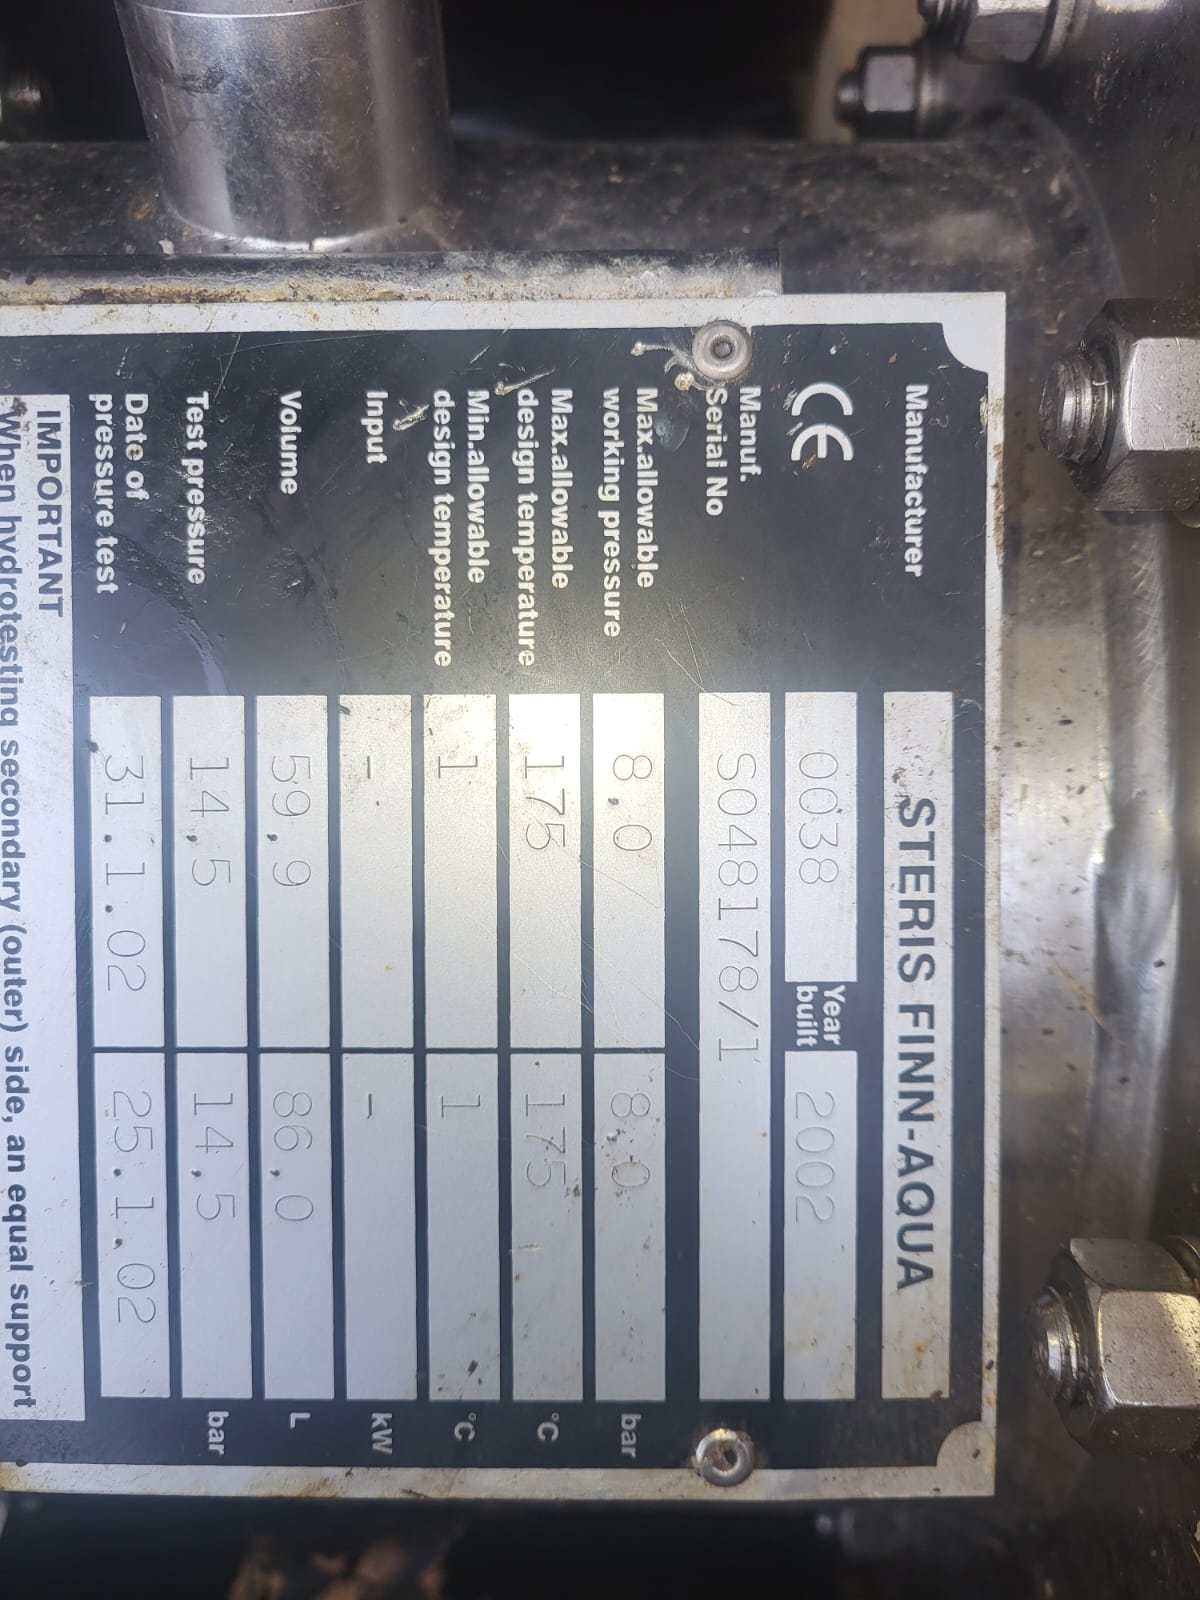 Manufacturer STERIS FINN-AQUA
CE 0038 Year built 2002
Manuf. Serial No S048178/1
Max.allowable working pressure 8,0 8,0 bar
Max.allowable design temperature 175 175 °C
Min.allowable design temperature 1 1 °C
Input - - kW
Volume 59,9 86,0 L
Test pressure 14,5 14,5 bar
Date of pressure test 31.1.02 25.1.02
IMPORTANT
When hydrotesting secondary (outer) side, an equal support